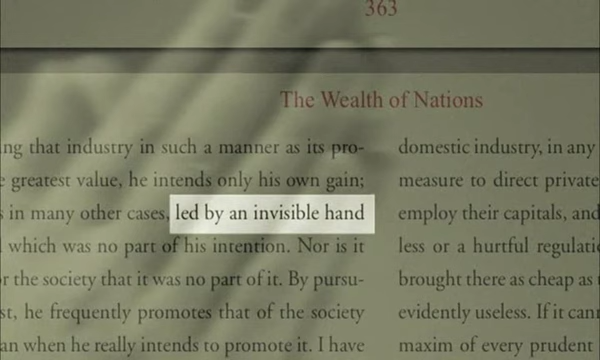 363
The Wealth of Nations
ing that industry in such a manner as its pro-
e greatest value, he intends only his own gain;
s in many other cases, led by an invisible hand
which was no part of his intention. Nor is it
r the society that it was no part of it. By pursu-
st, he frequently promotes that of the society
an when he really intends to promote it. I have
domestic industry, in any
measure to direct private
employ their capitals, and
less or a hurtful regulati
brought there as cheap as
evidently useless. If it can
maxim of every prudent